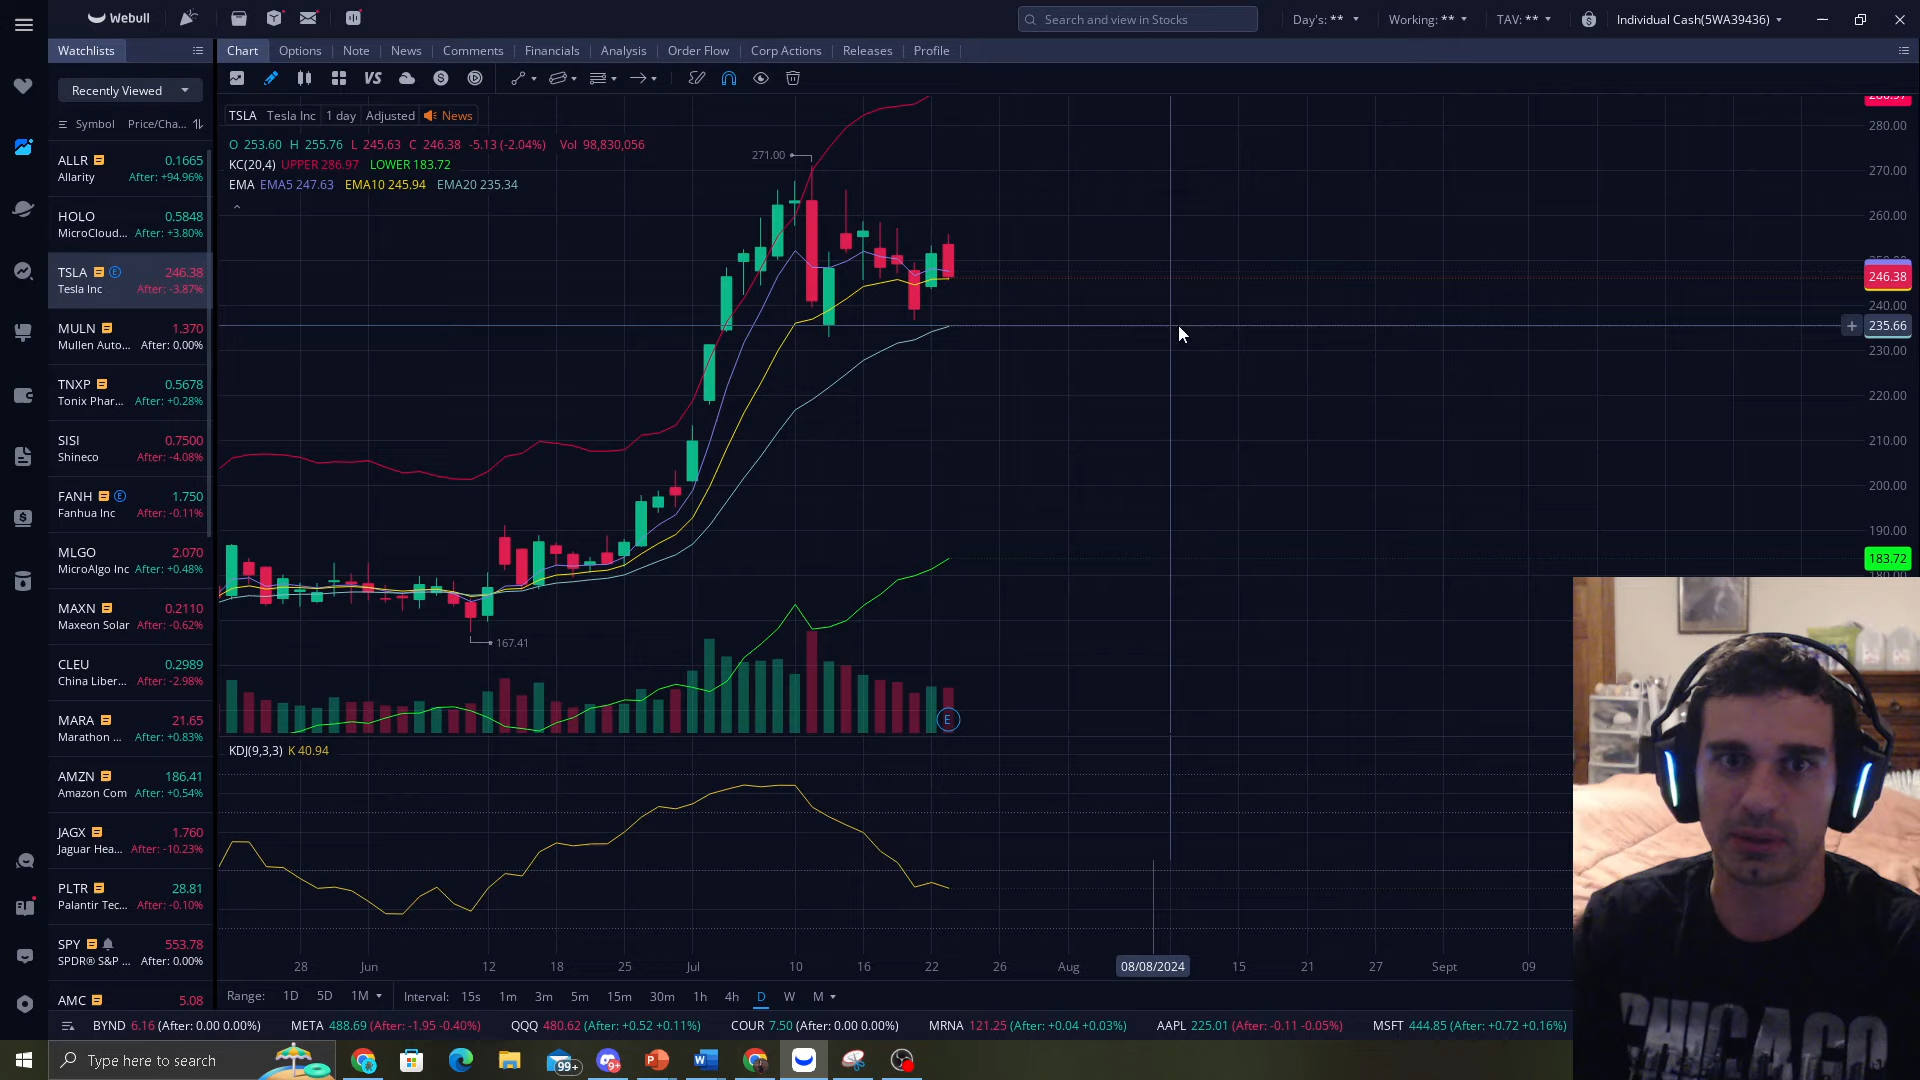 Webull
Search and view in Stocks
Day's: **
Working: **
TAV: **
Individual Cash(5WA39436)
Watchlists
Chart Options Note News Comments Financials Analysis Order Flow Corp Actions Releases Profile
VS
Recently Viewed
Symbol Price/Cha...
ALLR 0.1665
Allarity After: +94.96%
HOLO 0.5848
MicroCloud... After: +3.80%
TSLA E 246.38
Tesla Inc After: -3.87%
MULN 1.370
Mullen Auto... After: 0.00%
TNXP 0.5678
Tonix Phar... After: +0.28%
SISI 0.7500
Shineco After: -4.08%
FANH E 1.750
Fanhua Inc After: -0.11%
MLGO 2.070
MicroAlgo Inc After: +0.48%
MAXN 0.2110
Maxeon Solar After: -0.62%
CLEU 0.2989
China Liber... After: -2.98%
MARA 21.65
Marathon ... After: +0.83%
AMZN 186.41
Amazon Com After: +0.54%
JAGX 1.760
Jaguar Hea... After: -10.23%
PLTR 28.81
Palantir Tec... After: -0.10%
SPY 553.78
SPDR® S&P ... After: 0.00%
AMC 5.08
TSLA Tesla Inc 1 day Adjusted News
O 253.60 H 255.76 L 245.63 C 246.38 -5.13 (-2.04%) Vol 98,830,056
KC(20,4) UPPER 286.97 LOWER 183.72
EMA EMA5 247.63 EMA10 245.94 EMA20 235.34
271.00
167.41
E
280.00
270.00
260.00
246.38
240.00
235.66
230.00
220.00
210.00
200.00
190.00
183.72
KDJ(9,3,3) K 40.94
28 Jun 12 18 25 Jul 10 16 22 26 Aug 08/08/2024 15 21 27 Sept 09
Range: 1D 5D 1M Interval: 15s 1m 3m 5m 15m 30m 1h 4h D W M
BYND 6.16 (After: 0.00 0.00%) META 488.69 (After: -1.95 -0.40%) QQQ 480.62 (After: +0.52 +0.11%) COUR 7.50 (After: 0.00 0.00%) MRNA 121.25 (After: +0.04 +0.03%) AAPL 225.01 (After: -0.11 -0.05%) MSFT 444.85 (After: +0.72 +0.16%)
Type here to search
99+
CHICAGO